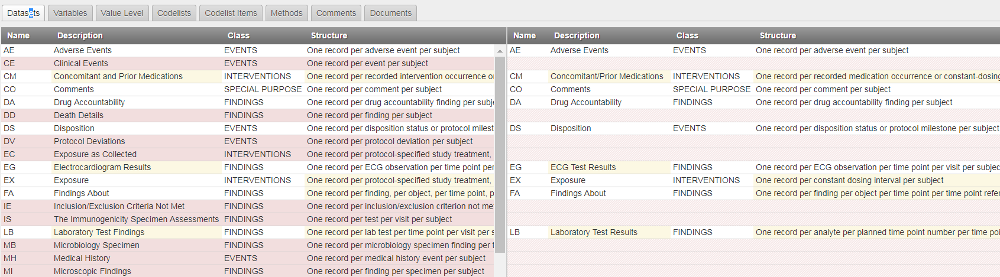 Datasets Variables Value Level Codelists Codelist Items Methods Comments Documents
Name Description Class Structure Name Description Class Structure
AE Adverse Events EVENTS One record per adverse event per subject AE Adverse Events EVENTS One record per adverse event per subject
CE Clinical Events EVENTS One record per event per subject
CM Concomitant and Prior Medications INTERVENTIONS One record per recorded intervention occurrence o CM Concomitant/Prior Medications INTERVENTIONS One record per recorded medication occurrence or constant-dosing
CO Comments SPECIAL PURPOSE One record per comment per subject CO Comments SPECIAL PURPOSE One record per comment per subject
DA Drug Accountability FINDINGS One record per drug accountability finding per subj DA Drug Accountability FINDINGS One record per drug accountability finding per subject
DD Death Details FINDINGS One record per finding per subject
DS Disposition EVENTS One record per disposition status or protocol milest DS Disposition EVENTS One record per disposition status or protocol milestone per subject
DV Protocol Deviations EVENTS One record per protocol deviation per subject
EC Exposure as Collected INTERVENTIONS One record per protocol-specified study treatment,
EG Electrocardiogram Results FINDINGS One record per ECG observation per time point per EG ECG Test Results FINDINGS One record per ECG observation per time point per visit per subjec
EX Exposure INTERVENTIONS One record per protocol-specified study treatment, EX Exposure INTERVENTIONS One record per constant dosing interval per subject
FA Findings About FINDINGS One record per finding, per object, per time point, p FA Findings About FINDINGS One record per finding per object per time point per time point refer
IE Inclusion/Exclusion Criteria Not Met FINDINGS One record per inclusion/exclusion criterion not me
IS The Immunogenicity Specimen Assessments FINDINGS One record per test per visit per subject
LB Laboratory Test Findings FINDINGS One record per lab test per time point per visit per s LB Laboratory Test Results FINDINGS One record per analyte per planned time point number per time poi
MB Microbiology Specimen FINDINGS One record per microbiology specimen finding per t
MH Medical History EVENTS One record per medical history event per subject
MI Microscopic Findings FINDINGS One record per finding per specimen per subject